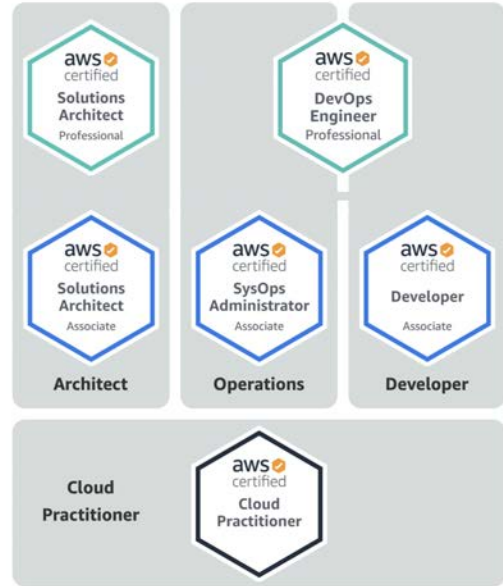 aws
certified
Solutions
Architect
Professional
aws
certified
DevOps
Engineer
Professional
aws
certified
Solutions
Architect
Associate
Architect
aws
certified
SysOps
Administrator
Associate
Operations
aws
certified
Developer
Associate
Developer
Cloud
Practitioner
aws
certified
Cloud
Practitioner